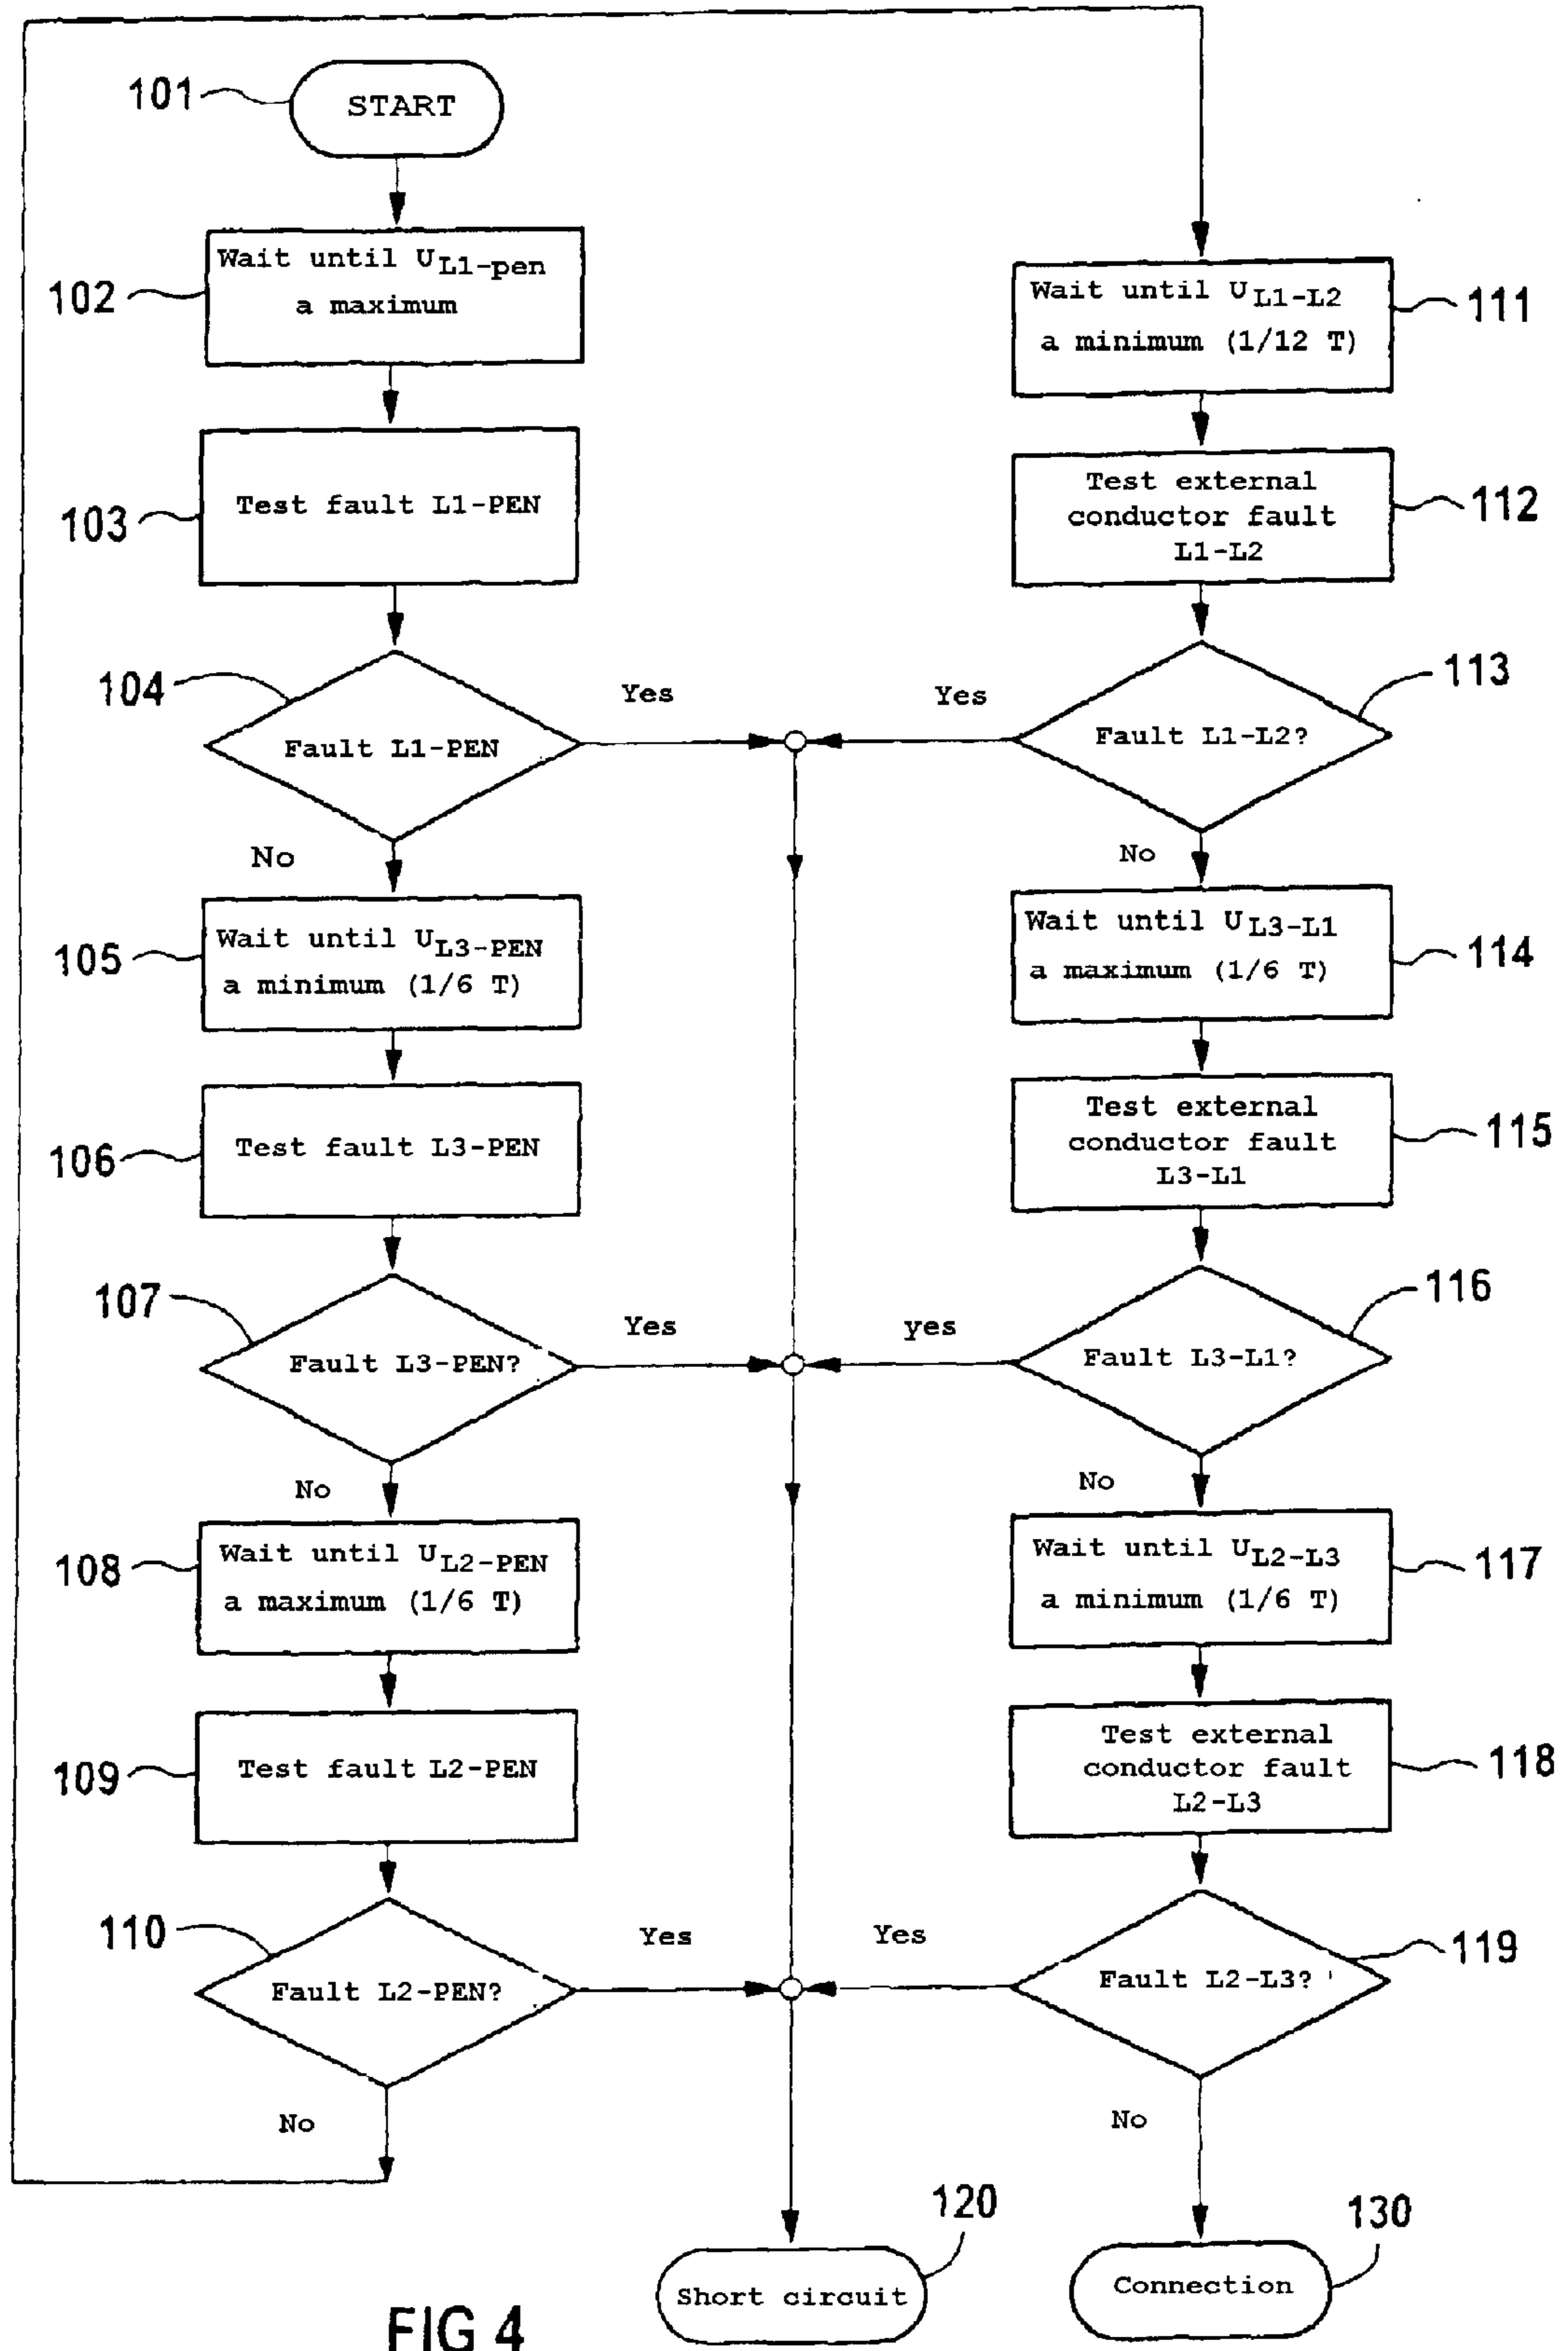 101
START
102
Wait until U L1-pen
a maximum
103
Test fault L1-PEN
104
Fault L1-PEN
Yes
No
105
Wait until U L3-PEN
a minimum (1/6 T)
106
Test fault L3-PEN
107
Fault L3-PEN?
Yes
No
108
Wait until U L2-PEN
a maximum (1/6 T)
109
Test fault L2-PEN
110
Fault L2-PEN?
Yes
No
Wait until U L1-L2
a minimum (1/12 T)
111
Test external
conductor fault
L1-L2
112
113
Yes
Fault L1-L2?
No
Wait until U L3-L1
a maximum (1/6 T)
114
Test external
conductor fault
L3-L1
115
116
yes
Fault L3-L1?
No
Wait until U L2-L3
a minimum (1/6 T)
117
Test external
conductor fault
L2-L3
118
Yes
Fault L2-L3?
119
No
120
Short circuit
130
Connection
FIG 4